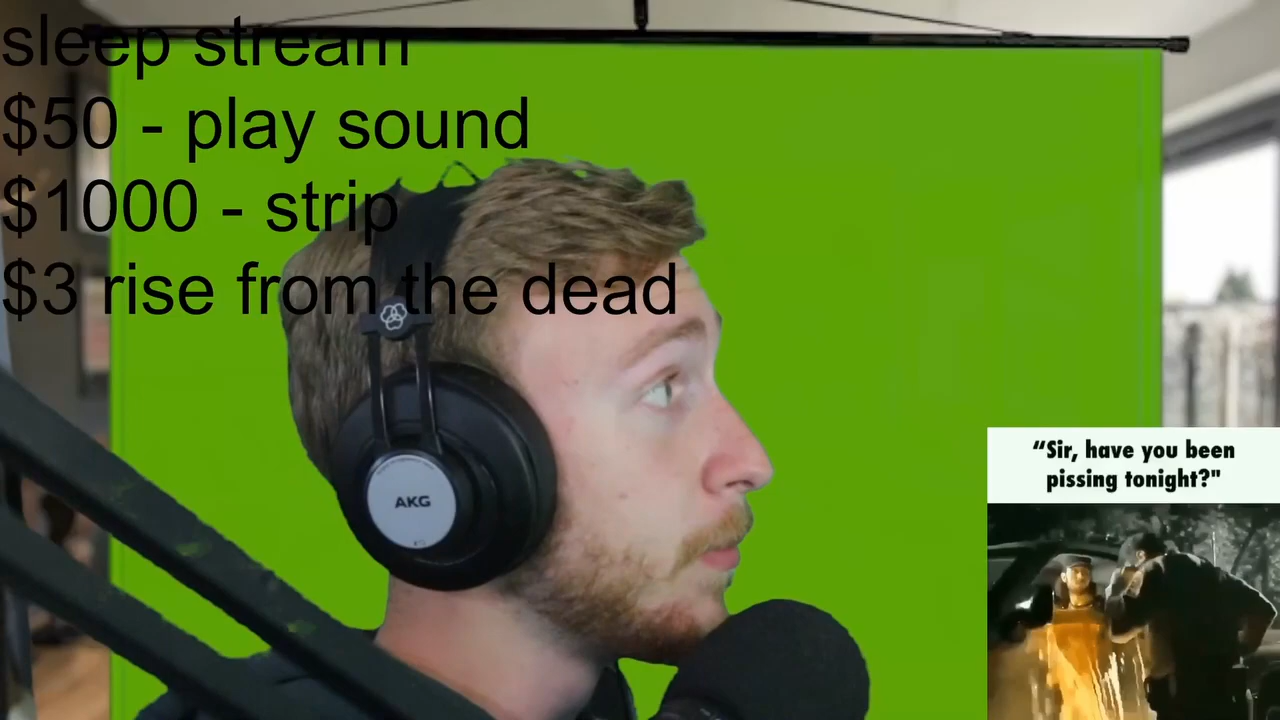 sleep stream
$50 - play sound
$1000 - strip
$3 rise from the dead
AKG
“Sir, have you been
pissing tonight?"